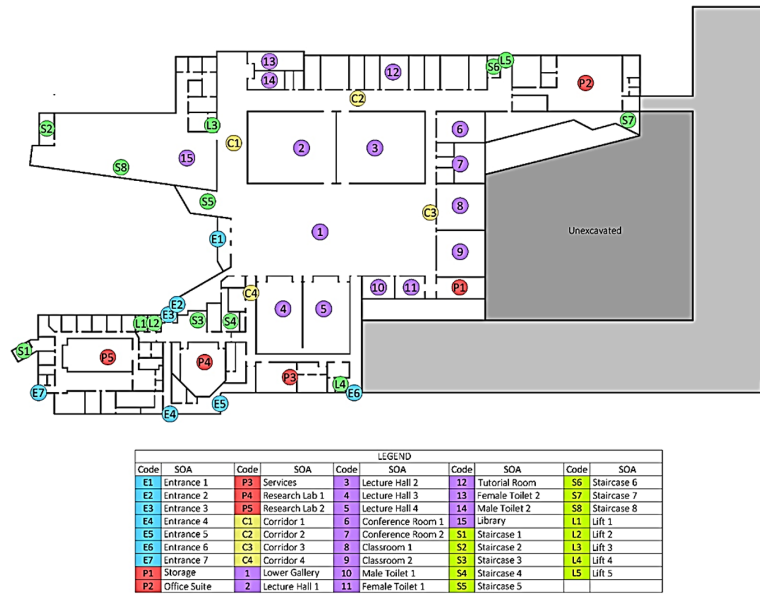 13
14
12
S6
L5
P2
C2
S2
L3
C1
2
3
6
S7
S8
15
7
S5
8
C3
E1
1
Unexcavated
9
E2
E3
C4
10
11
P1
L1
L2
S3
S4
4
5
S1
P5
P4
P3
L4
E7
E6
E5
E4
LEGEND
Code SOA Code SOA Code SOA Code SOA Code SOA
E1 Entrance 1 P3 Services 3 Lecture Hall 2 12 Tutorial Room S6 Staircase 6
E2 Entrance 2 P4 Research Lab 1 4 Lecture Hall 3 13 Female Toilet 2 S7 Staircase 7
E3 Entrance 3 P5 Research Lab 2 5 Lecture Hall 4 14 Male Toilet 2 S8 Staircase 8
E4 Entrance 4 C1 Corridor 1 6 Conference Room 1 15 Library L1 Lift 1
E5 Entrance 5 C2 Corridor 2 7 Conference Room 2 S1 Staircase 1 L2 Lift 2
E6 Entrance 6 C3 Corridor 3 8 Classroom 1 S2 Staircase 2 L3 Lift 3
E7 Entrance 7 C4 Corridor 4 9 Classroom 2 S3 Staircase 3 L4 Lift 4
P1 Storage 1 Lower Gallery 10 Male Toilet 1 S4 Staircase 4 L5 Lift 5
P2 Office Suite 2 Lecture Hall 1 11 Female Toilet 1 S5 Staircase 5